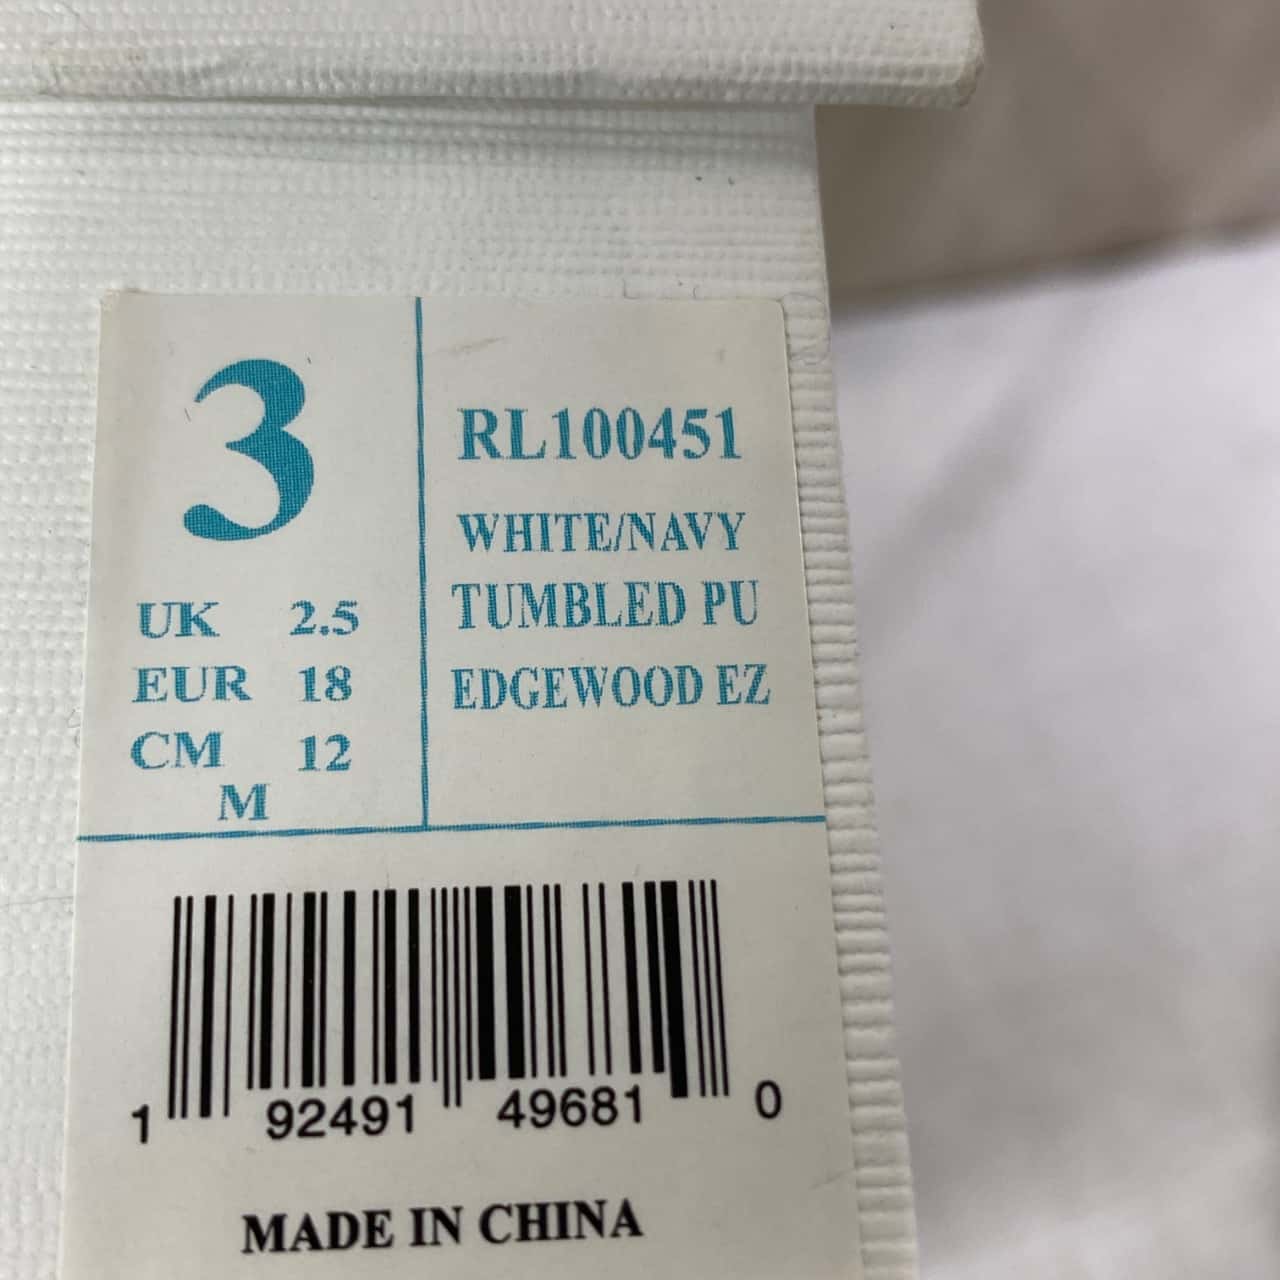 3
UK 2.5
EUR 18
CM 12
M
RL100451
WHITE/NAVY
TUMBLED PU
EDGEWOOD EZ
1 92491 49681 0
MADE IN CHINA